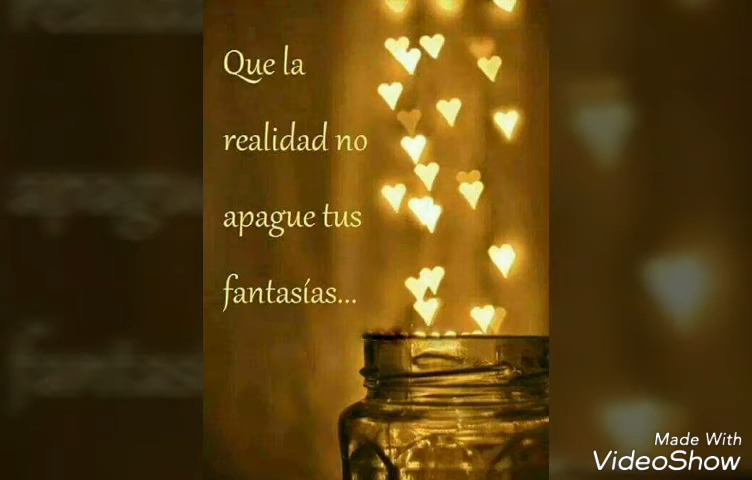 Que la
realidad no
apague tus
fantasías...
Made With
VideoShow